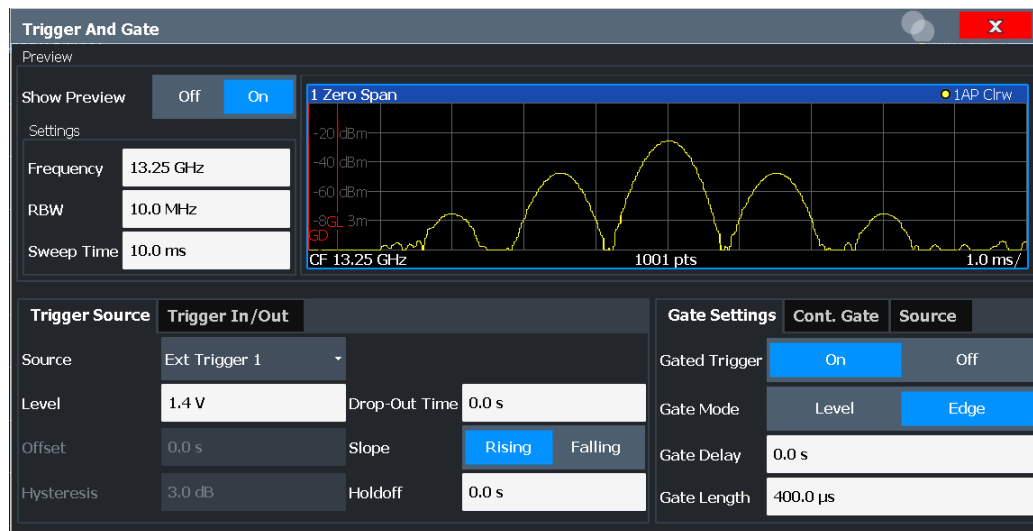 Trigger And Gate X
Preview
Show Preview Off On
1 Zero Span 1AP Clrw
Settings
-20 dBm
Frequency 13.25 GHz
-40 dBm
-60 dBm
RBW 10.0 MHz
GL
GD
Sweep Time 10.0 ms
CF 13.25 GHz 1001 pts 1.0 ms/
Trigger Source Trigger In/Out
Gate Settings Cont. Gate Source
Source Ext Trigger 1
Gated Trigger On Off
Level 1.4 V Drop-Out Time 0.0 s
Gate Mode Level Edge
Offset 0.0 s Slope Rising Falling
Gate Delay 0.0 s
Hysteresis 3.0 dB Holdoff 0.0 s
Gate Length 400.0 µs